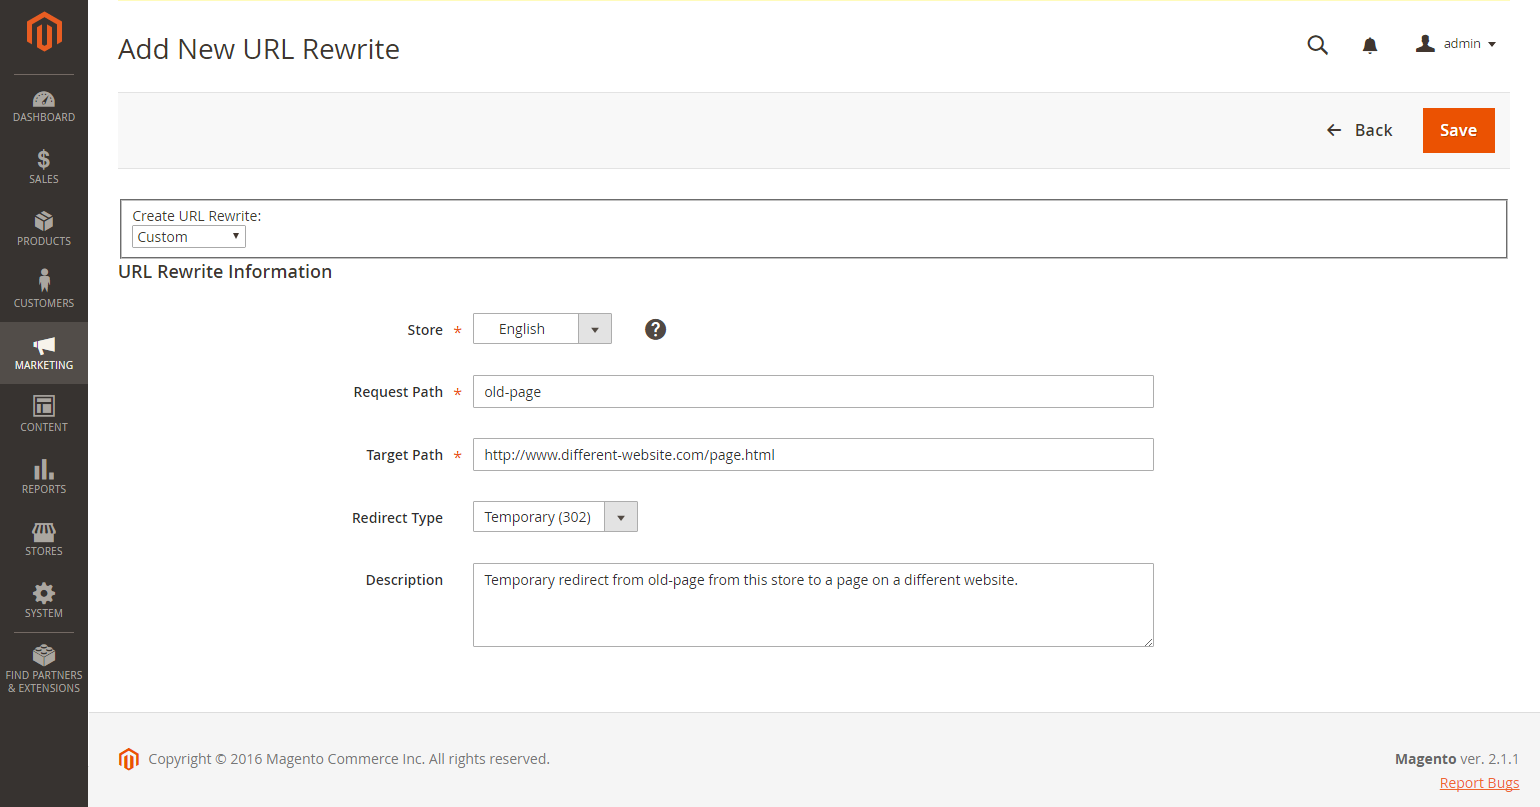 Add New URL Rewrite
admin
DASHBOARD
SALES
PRODUCTS
CUSTOMERS
MARKETING
CONTENT
REPORTS
STORES
SYSTEM
FIND PARTNERS
& EXTENSIONS
Back
Save
Create URL Rewrite:
Custom
URL Rewrite Information
Store * English
Request Path * old-page
Target Path * http://www.different-website.com/page.html
Redirect Type Temporary (302)
Description Temporary redirect from old-page from this store to a page on a different website.
Copyright © 2016 Magento Commerce Inc. All rights reserved.
Magento ver. 2.1.1
Report Bugs